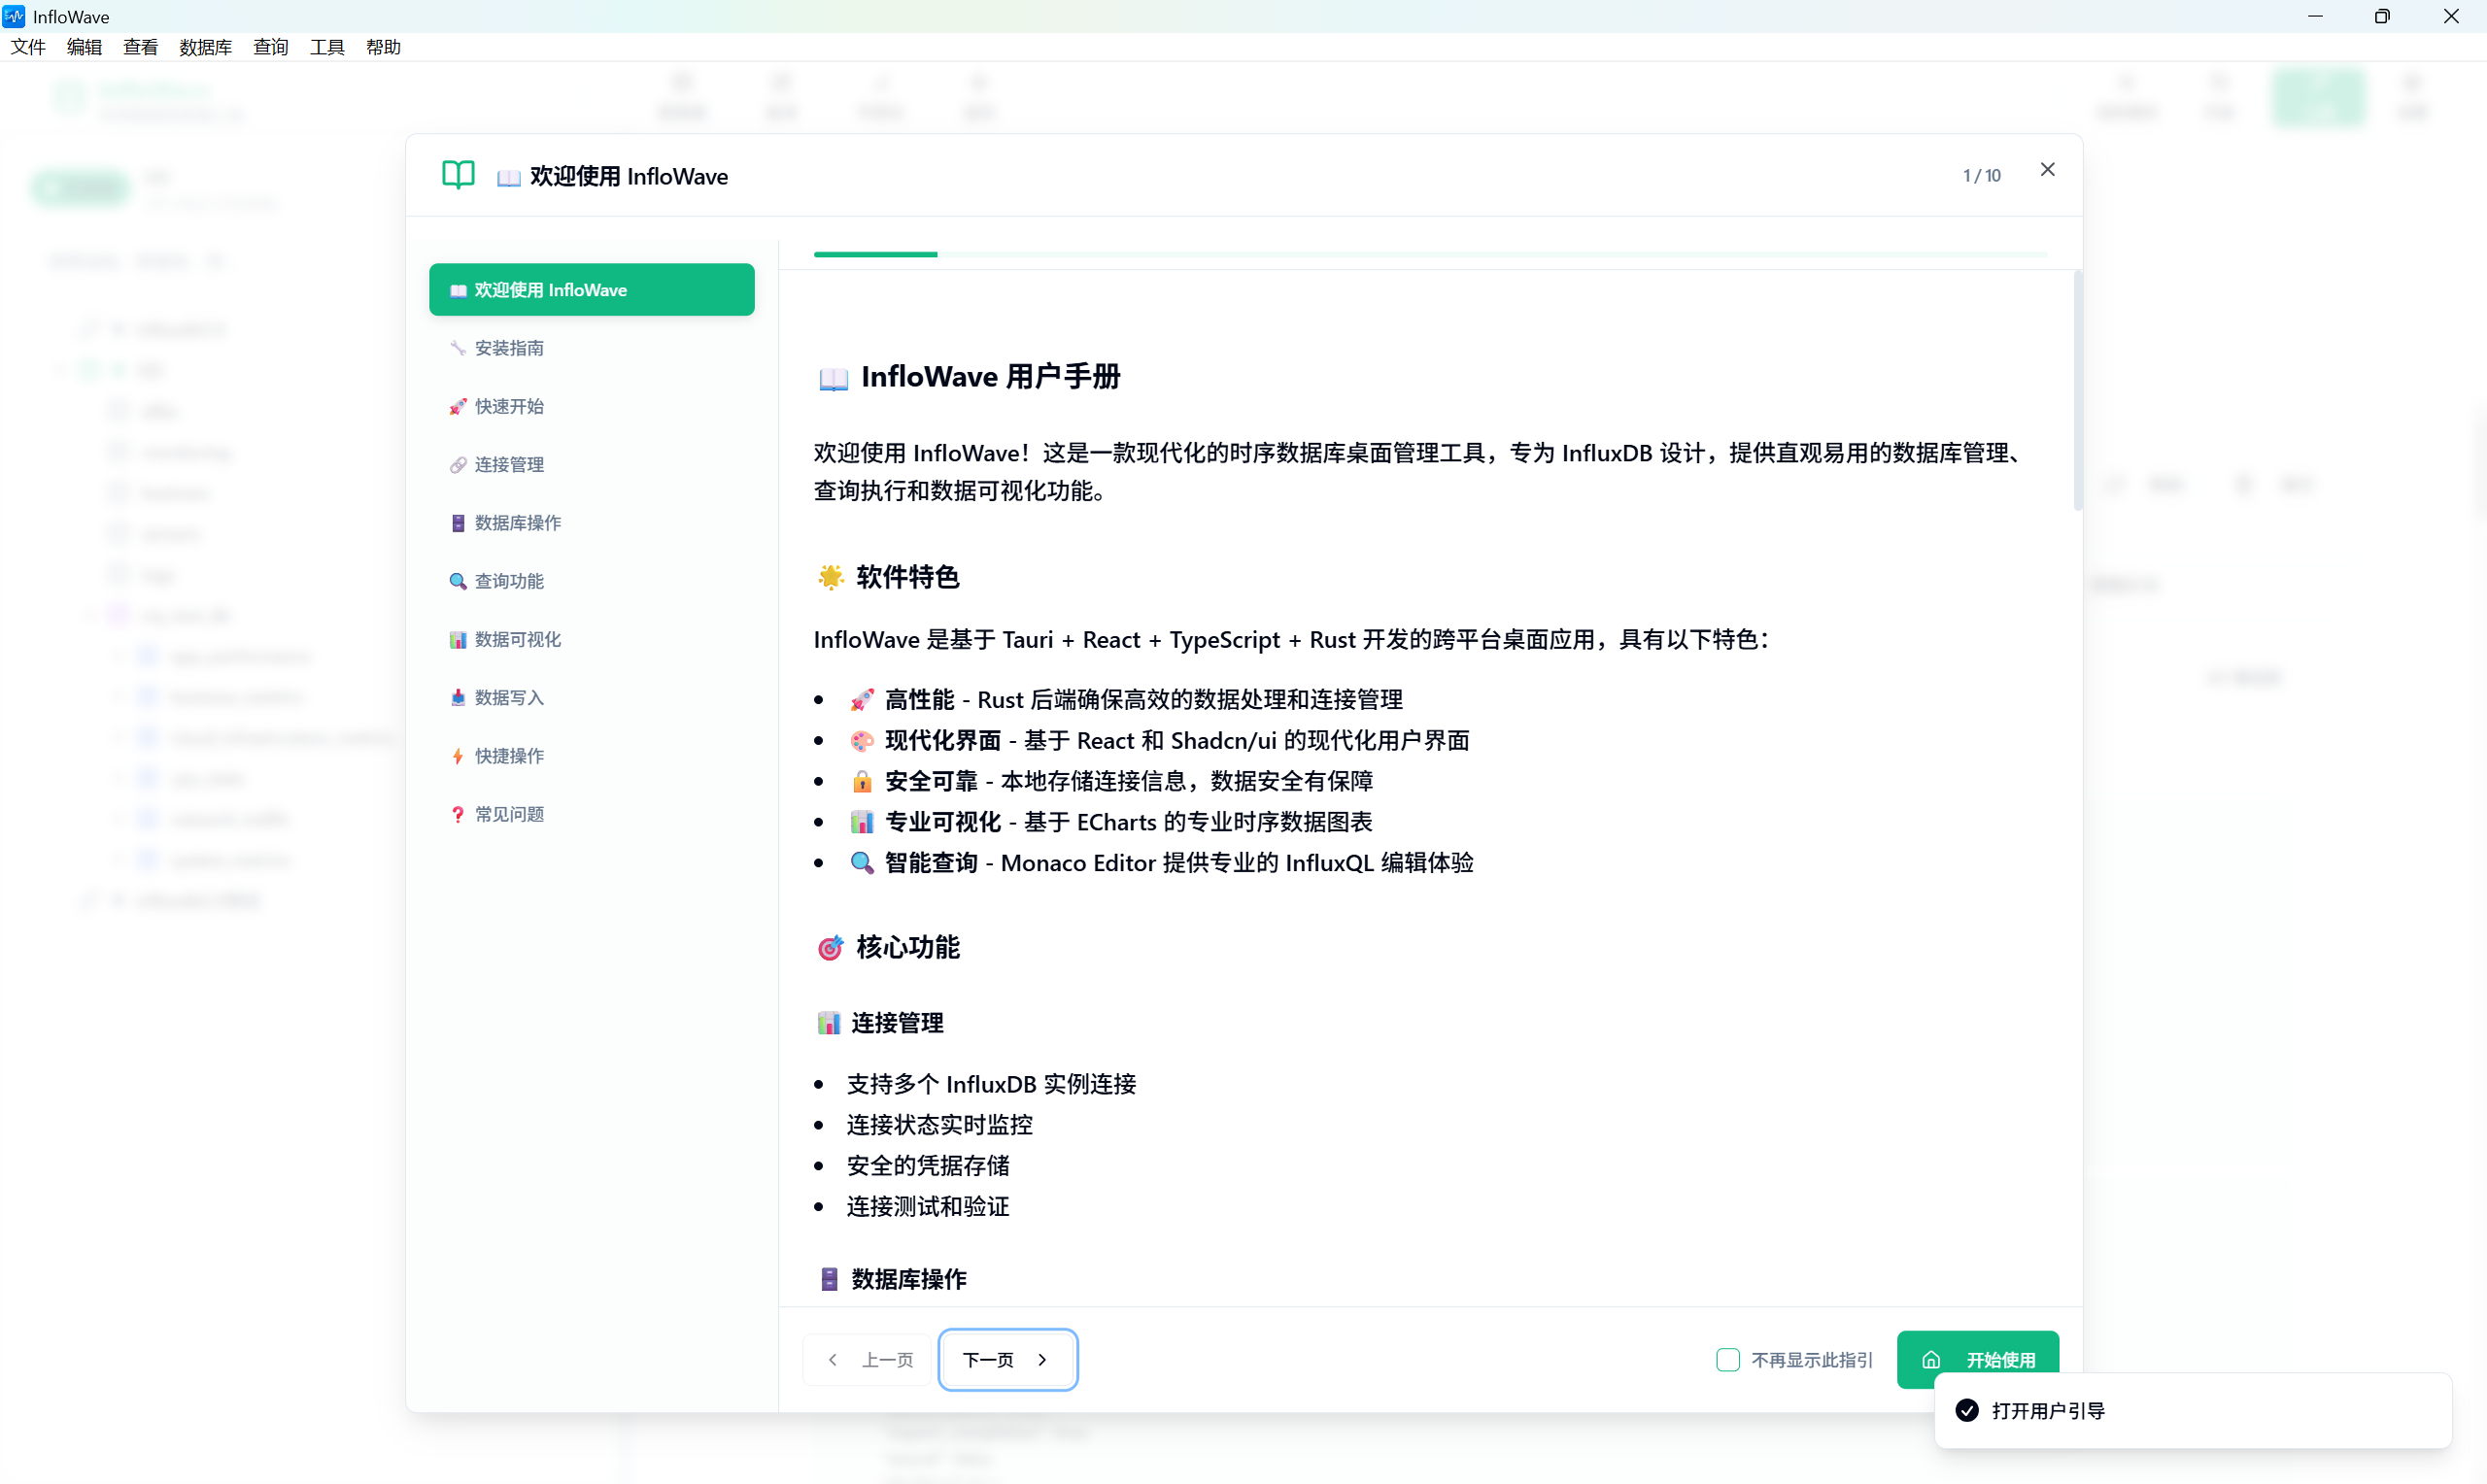 InfloWave
文件 编辑 查看 数据库 查询 工具 帮助
📖 欢迎使用 InfloWave
1 / 10
📖 欢迎使用 InfloWave
🔧 安装指南
🚀 快速开始
🔗 连接管理
🗄️ 数据库操作
🔍 查询功能
📊 数据可视化
📥 数据写入
⚡ 快捷操作
❓ 常见问题
📖 InfloWave 用户手册
欢迎使用 InfloWave！这是一款现代化的时序数据库桌面管理工具，专为 InfluxDB 设计，提供直观易用的数据库管理、
查询执行和数据可视化功能。
🌟 软件特色
InfloWave 是基于 Tauri + React + TypeScript + Rust 开发的跨平台桌面应用，具有以下特色：
• 🚀 高性能 - Rust 后端确保高效的数据处理和连接管理
• 🎨 现代化界面 - 基于 React 和 Shadcn/ui 的现代化用户界面
• 🔒 安全可靠 - 本地存储连接信息，数据安全有保障
• 📊 专业可视化 - 基于 ECharts 的专业时序数据图表
• 🔍 智能查询 - Monaco Editor 提供专业的 InfluxQL 编辑体验
🎯 核心功能
📊 连接管理
• 支持多个 InfluxDB 实例连接
• 连接状态实时监控
• 安全的凭据存储
• 连接测试和验证
🗄️ 数据库操作
上一页 下一页 不再显示此指引 开始使用
打开用户引导